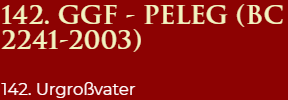 142. GGF - PELEG (BC
2241-2003)
142. Urgroßvater